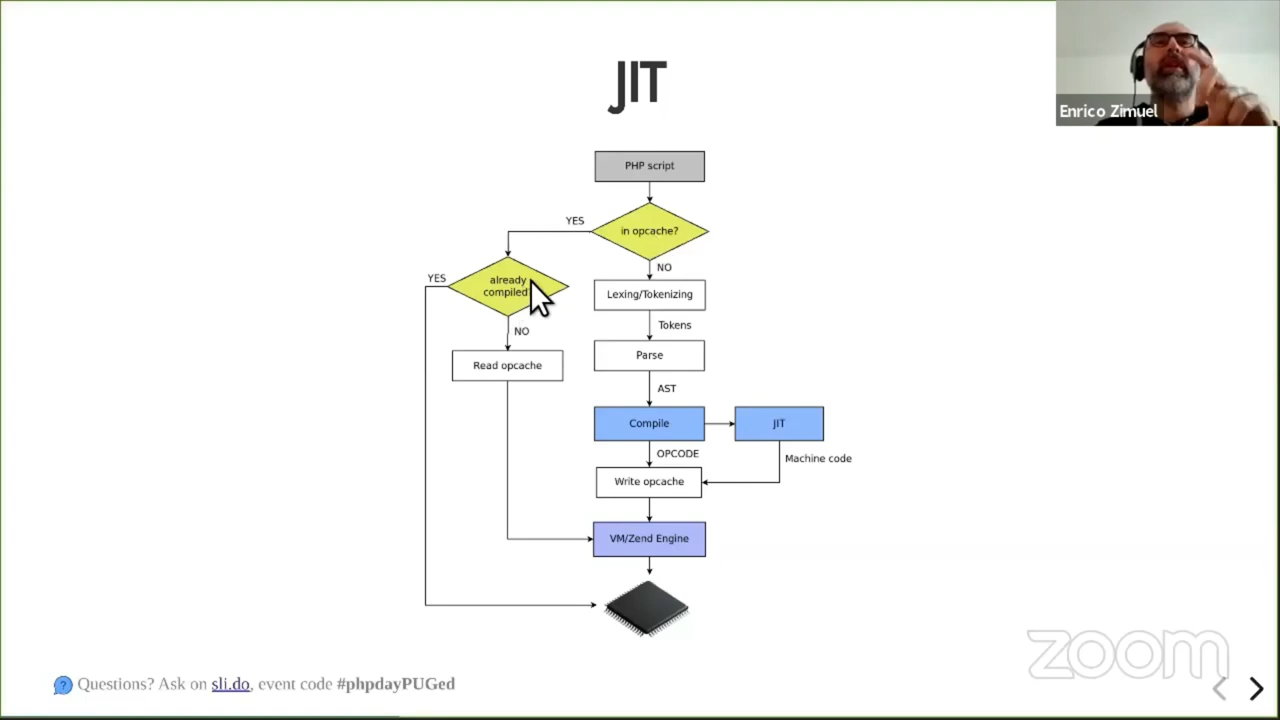 JIT
Enrico Zimuel
PHP script
YES
in opcache?
NO
YES
already
compiled
Lexing/Tokenizing
Tokens
NO
Parse
Read opcache
AST
Compile
JIT
OPCODE
Machine code
Write opcache
VM/Zend Engine
zoom
? Questions? Ask on sli.do, event code #phpdayPUGed